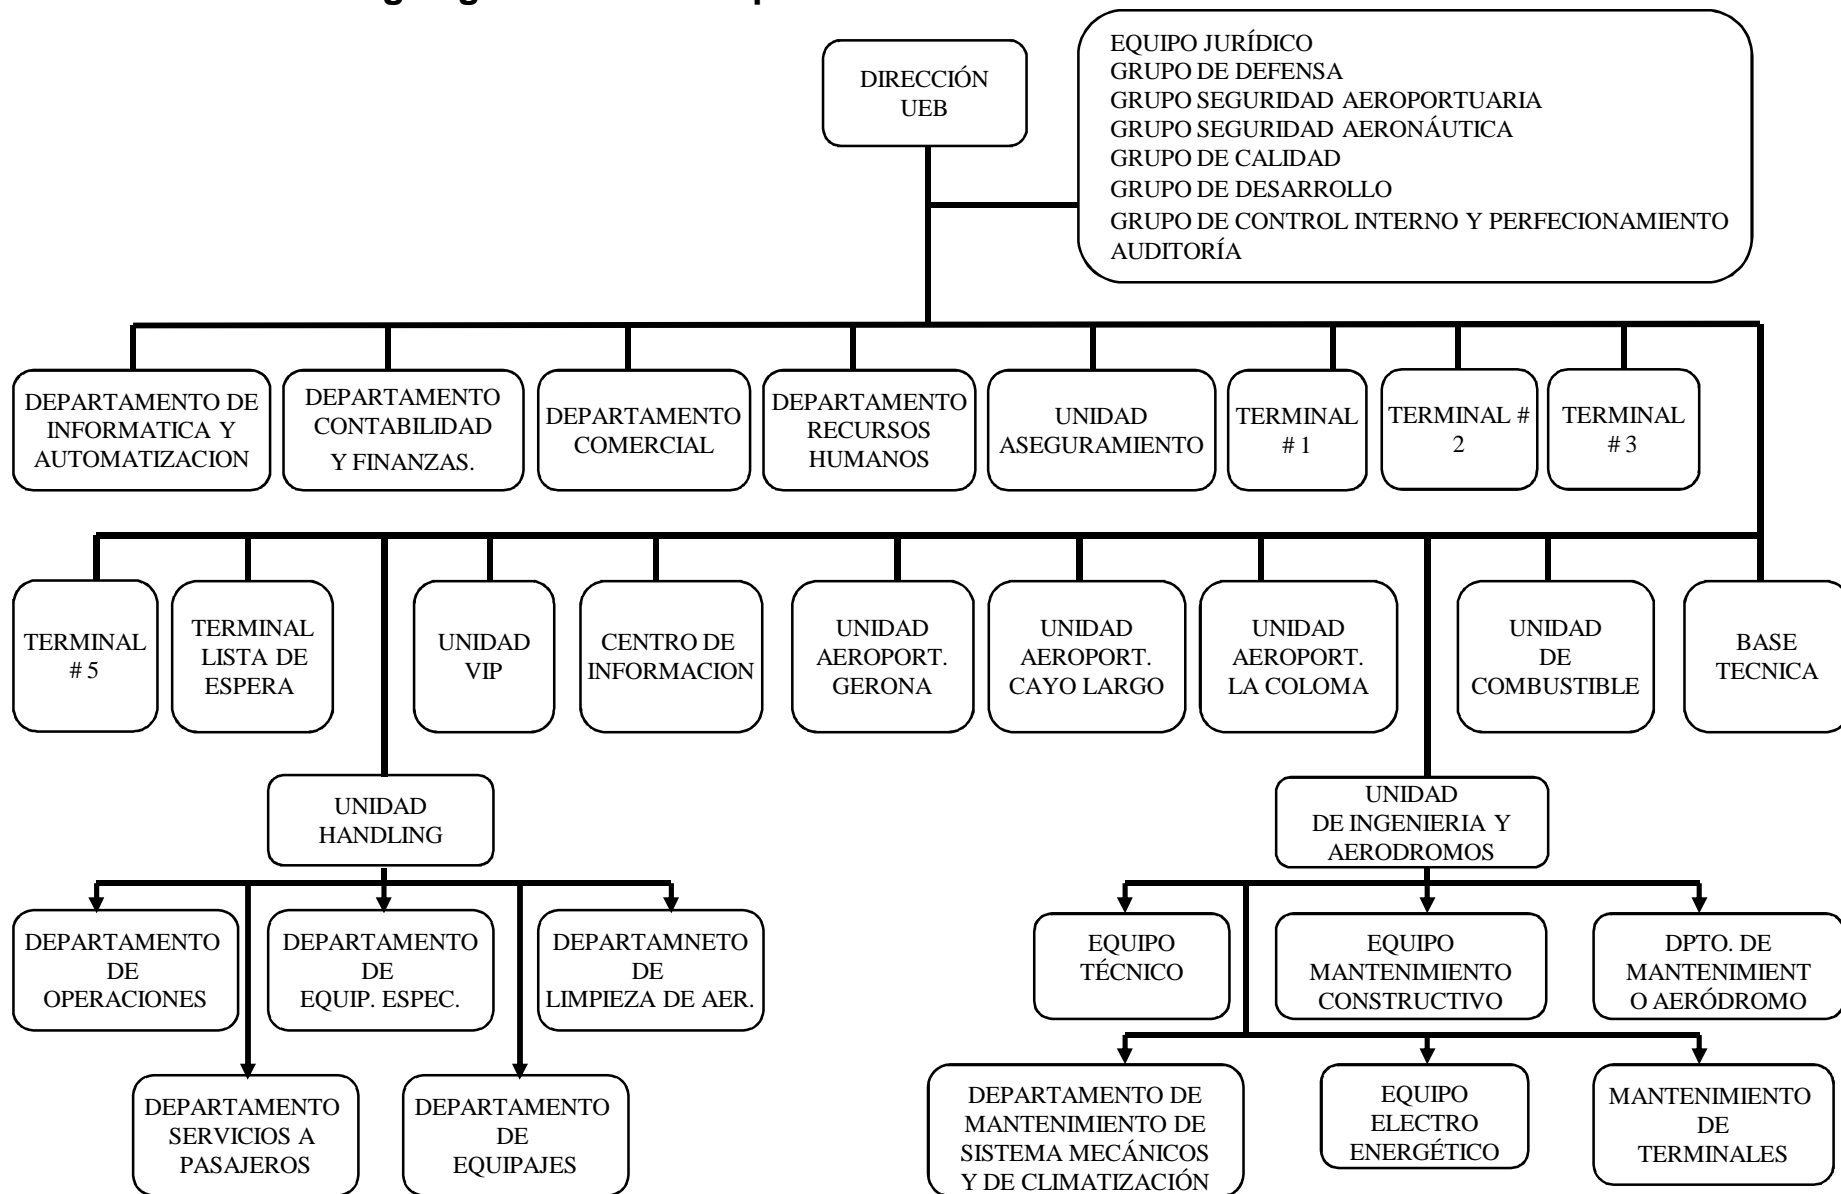 DIRECCIÓN
UEB
EQUIPO JURÍDICO
GRUPO DE DEFENSA
GRUPO SEGURIDAD AEROPORTUARIA
GRUPO SEGURIDAD AERONÁUTICA
GRUPO DE CALIDAD
GRUPO DE DESARROLLO
GRUPO DE CONTROL INTERNO Y PERFECIONAMIENTO
AUDITORÍA
DEPARTAMENTO DE
INFORMATICA Y
AUTOMATIZACION
DEPARTAMENTO
CONTABILIDAD
Y FINANZAS.
DEPARTAMENTO
COMERCIAL
DEPARTAMENTO
RECURSOS
HUMANOS
UNIDAD
ASEGURAMIENTO
TERMINAL
# 1
TERMINAL #
2
TERMINAL
# 3
TERMINAL
# 5
TERMINAL
LISTA DE
ESPERA
UNIDAD
VIP
CENTRO DE
INFORMACION
UNIDAD
AEROPORT.
GERONA
UNIDAD
AEROPORT.
CAYO LARGO
UNIDAD
AEROPORT.
LA COLOMA
UNIDAD
DE
COMBUSTIBLE
BASE
TECNICA
UNIDAD
HANDLING
UNIDAD
DE INGENIERIA Y
AERODROMOS
DEPARTAMENTO
DE
OPERACIONES
DEPARTAMENTO
DE
EQUIP. ESPEC.
DEPARTAMNETO
DE
LIMPIEZA DE AER.
EQUIPO
TÉCNICO
EQUIPO
MANTENIMIENTO
CONSTRUCTIVO
DPTO. DE
MANTENIMIENT
O AERÓDROMO
DEPARTAMENTO
SERVICIOS A
PASAJEROS
DEPARTAMENTO
DE
EQUIPAJES
DEPARTAMENTO DE
MANTENIMIENTO DE
SISTEMA MECÁNICOS
Y DE CLIMATIZACIÓN
EQUIPO
ELECTRO
ENERGÉTICO
MANTENIMIENTO
DE
TERMINALES